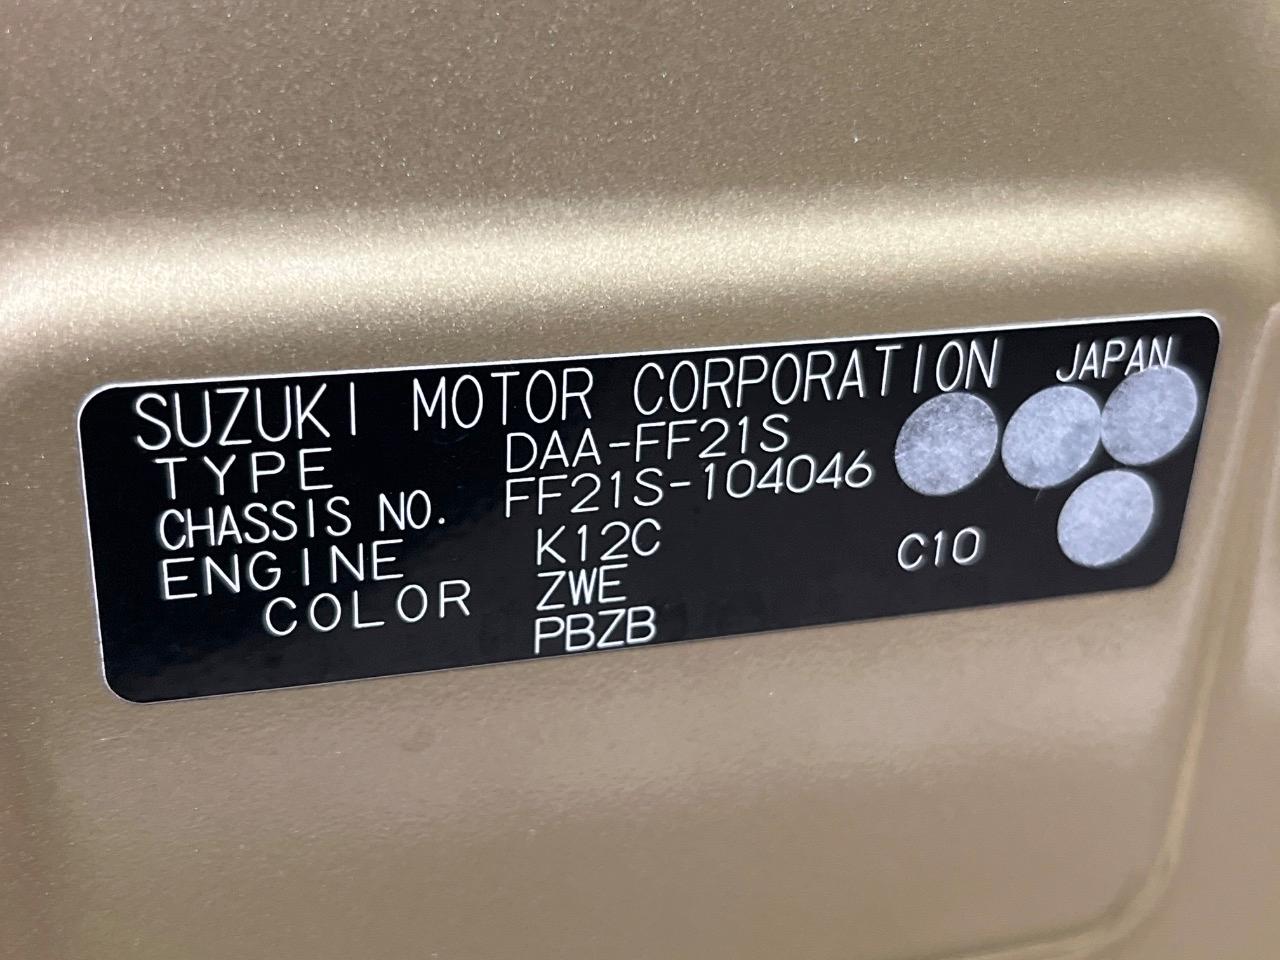 SUZUKI MOTOR CORPORATION JAPAN
TYPE DAA-FF21S
CHASSIS NO. FF21S-104046
ENGINE K12C C10
COLOR ZWE
PBZB